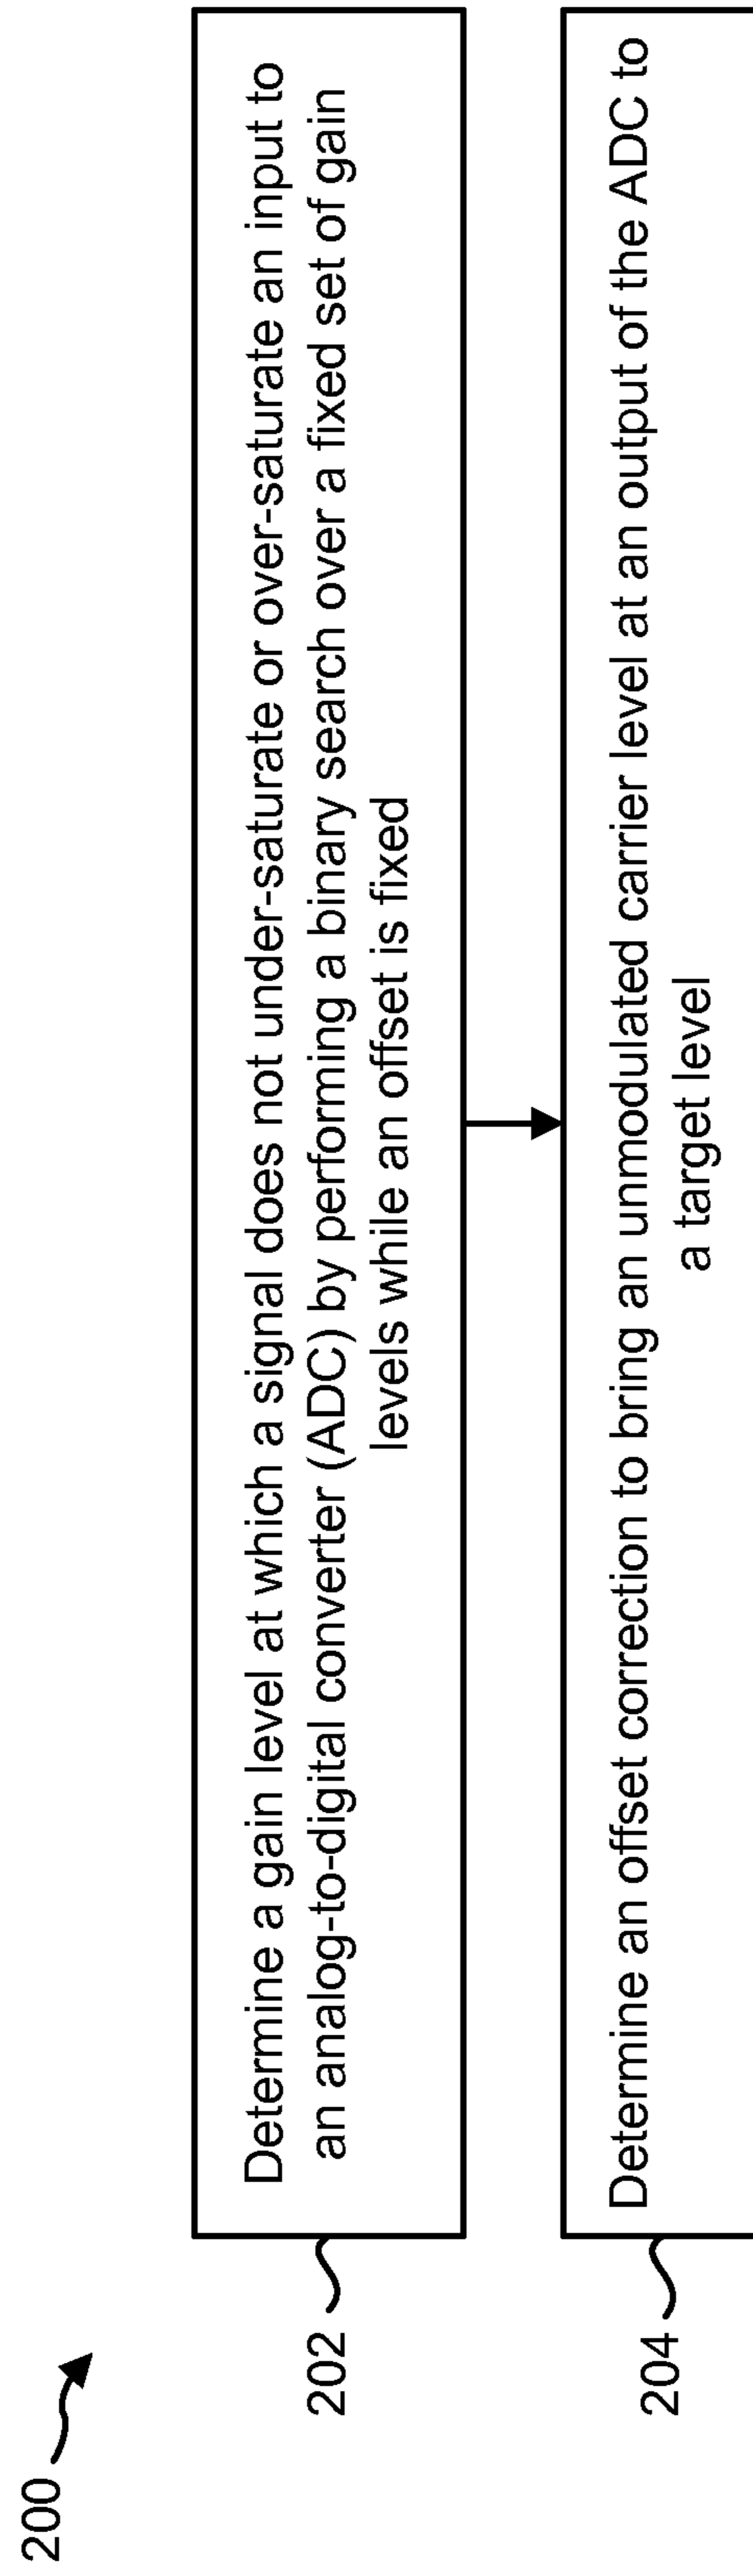 200
202
Determine a gain level at which a signal does not under-saturate or over-saturate an input to
an analog-to-digital converter (ADC) by performing a binary search over a fixed set of gain
levels while an offset is fixed
204
Determine an offset correction to bring an unmodulated carrier level at an output of the ADC to
a target level